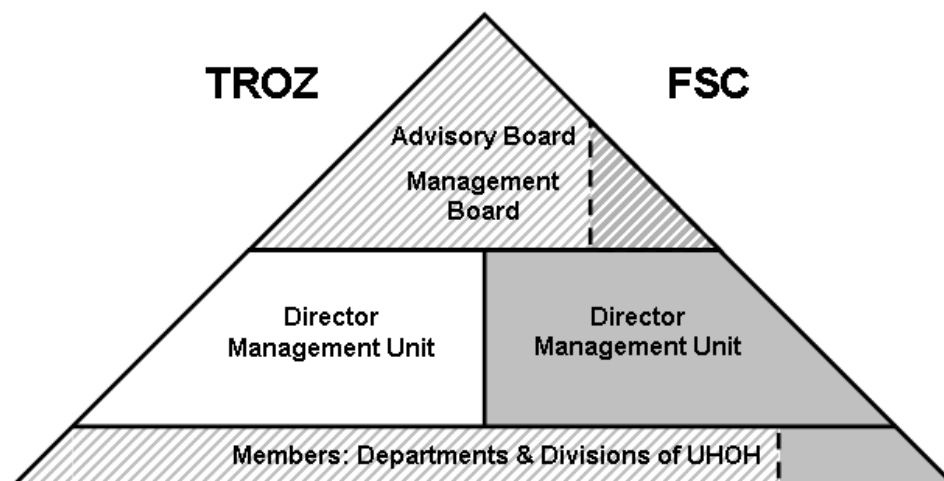 TROZ
FSC
Advisory Board
Management
Board
Director
Management Unit
Director
Management Unit
Members: Departments & Divisions of UHOH